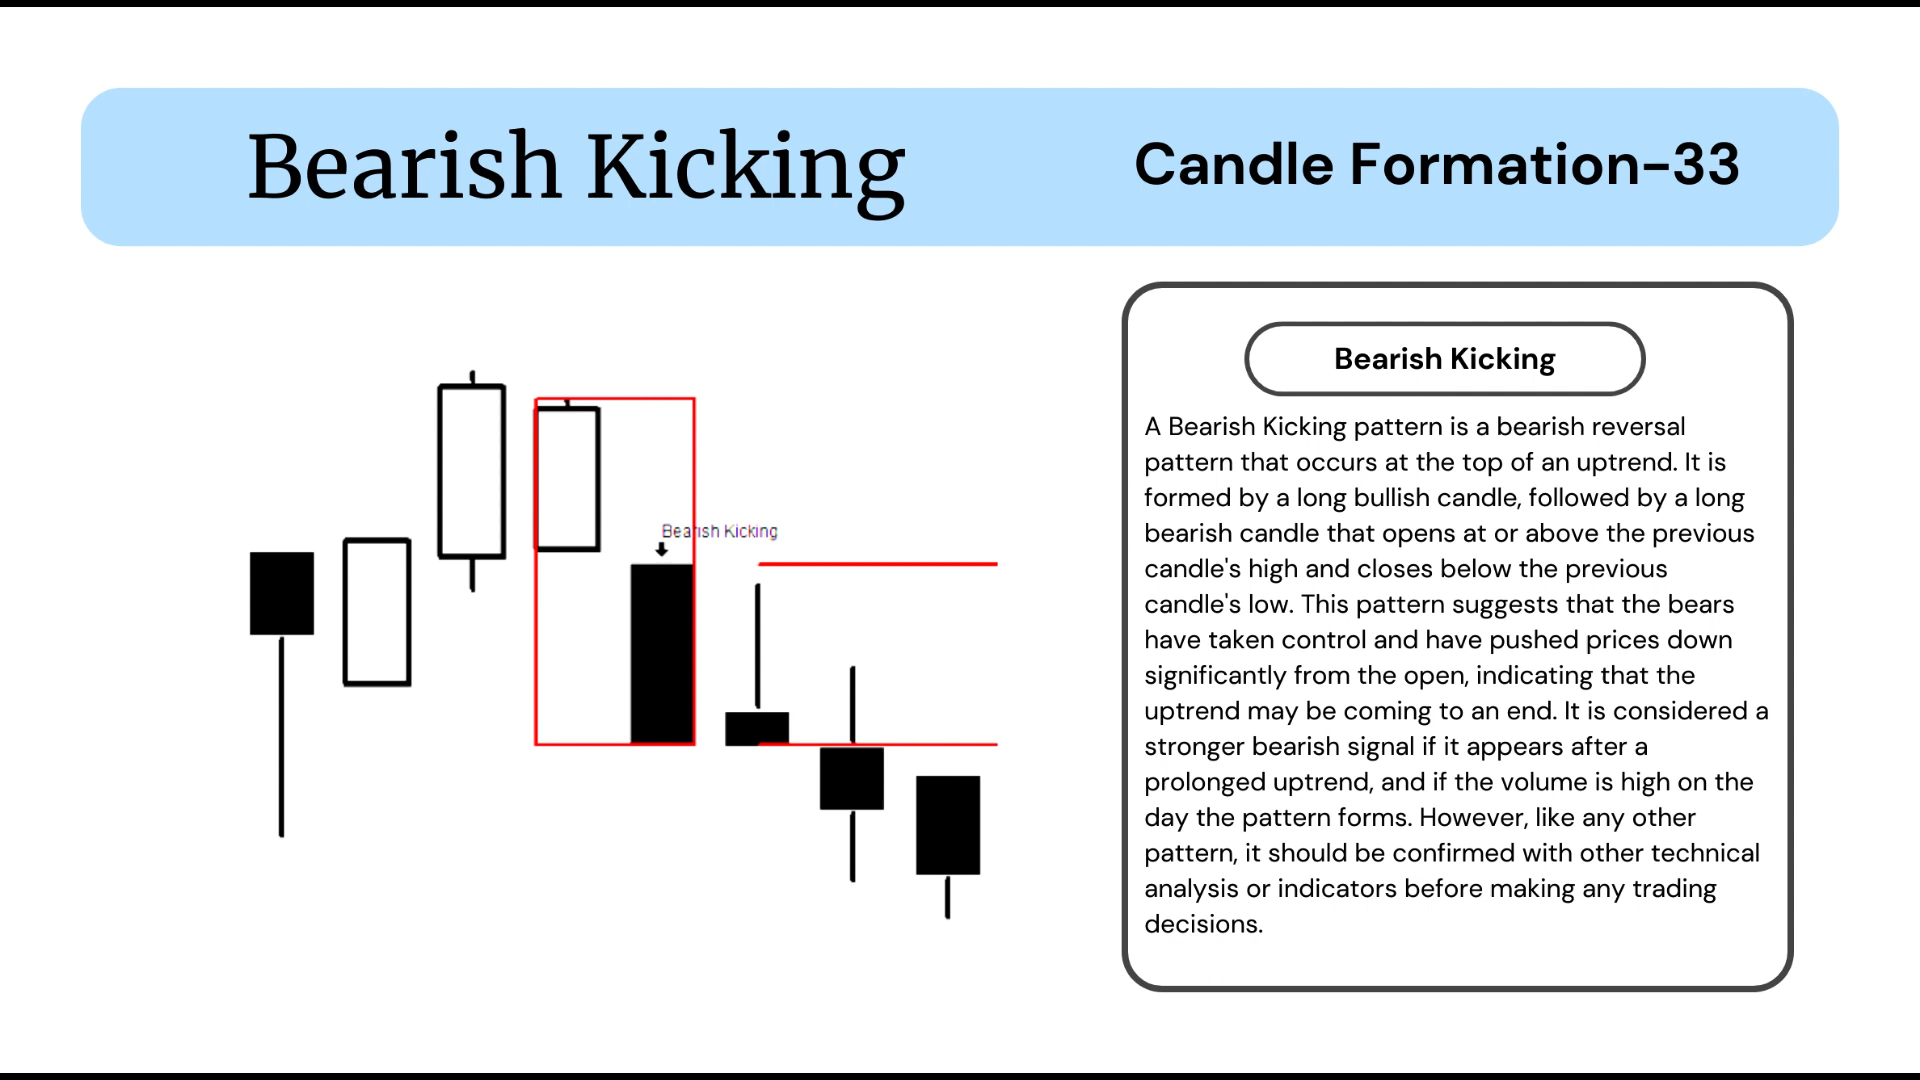 Bearish Kicking
Candle Formation-33
Bearish Kicking
Bearish Kicking
A Bearish Kicking pattern is a bearish reversal
pattern that occurs at the top of an uptrend. It is
formed by a long bullish candle, followed by a long
bearish candle that opens at or above the previous
candle's high and closes below the previous
candle's low. This pattern suggests that the bears
have taken control and have pushed prices down
significantly from the open, indicating that the
uptrend may be coming to an end. It is considered a
stronger bearish signal if it appears after a
prolonged uptrend, and if the volume is high on the
day the pattern forms. However, like any other
pattern, it should be confirmed with other technical
analysis or indicators before making any trading
decisions.